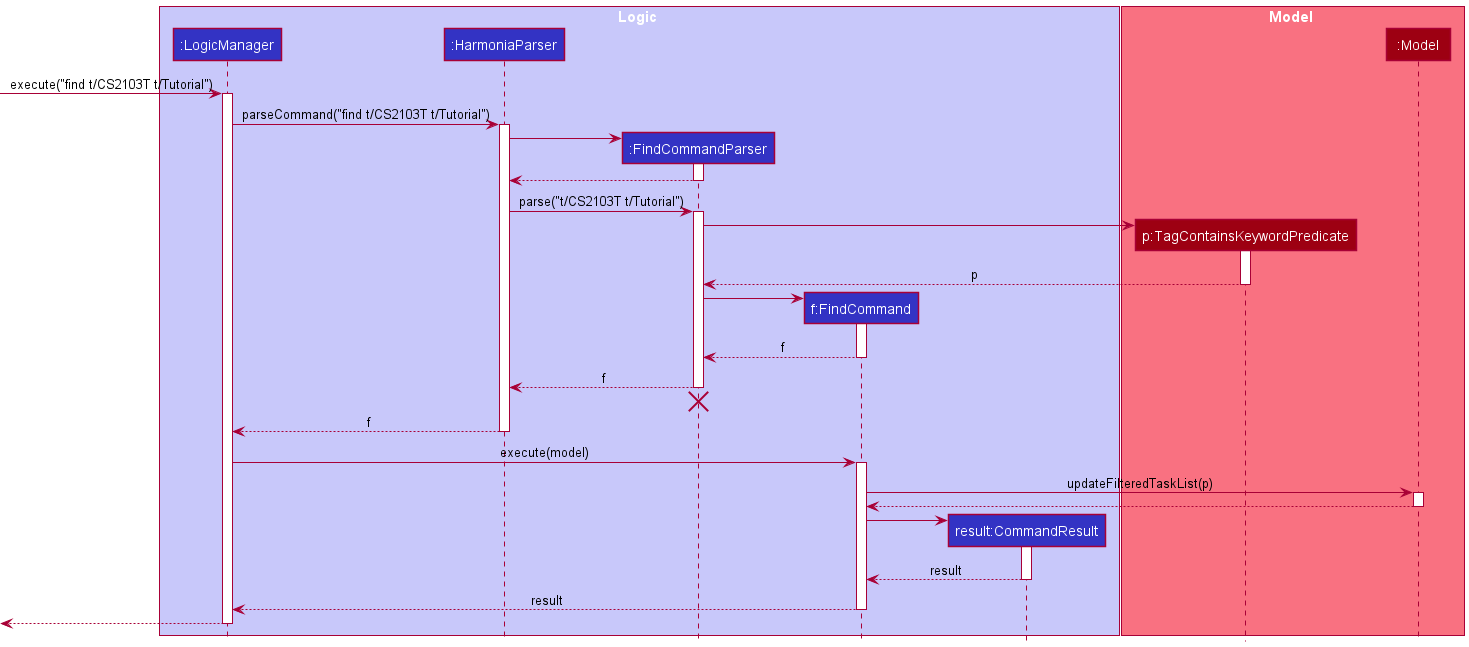 Logic
Model
:LogicManager
:HarmoniaParser
:Model
execute("find t/CS2103T t/Tutorial")
parseCommand("find t/CS2103T t/Tutorial")
:FindCommandParser
parse("t/CS2103T t/Tutorial")
p:TagContainsKeywordPredicate
p
f:FindCommand
f
f
f
execute(model)
updateFilteredTaskList(p)
result:CommandResult
result
result